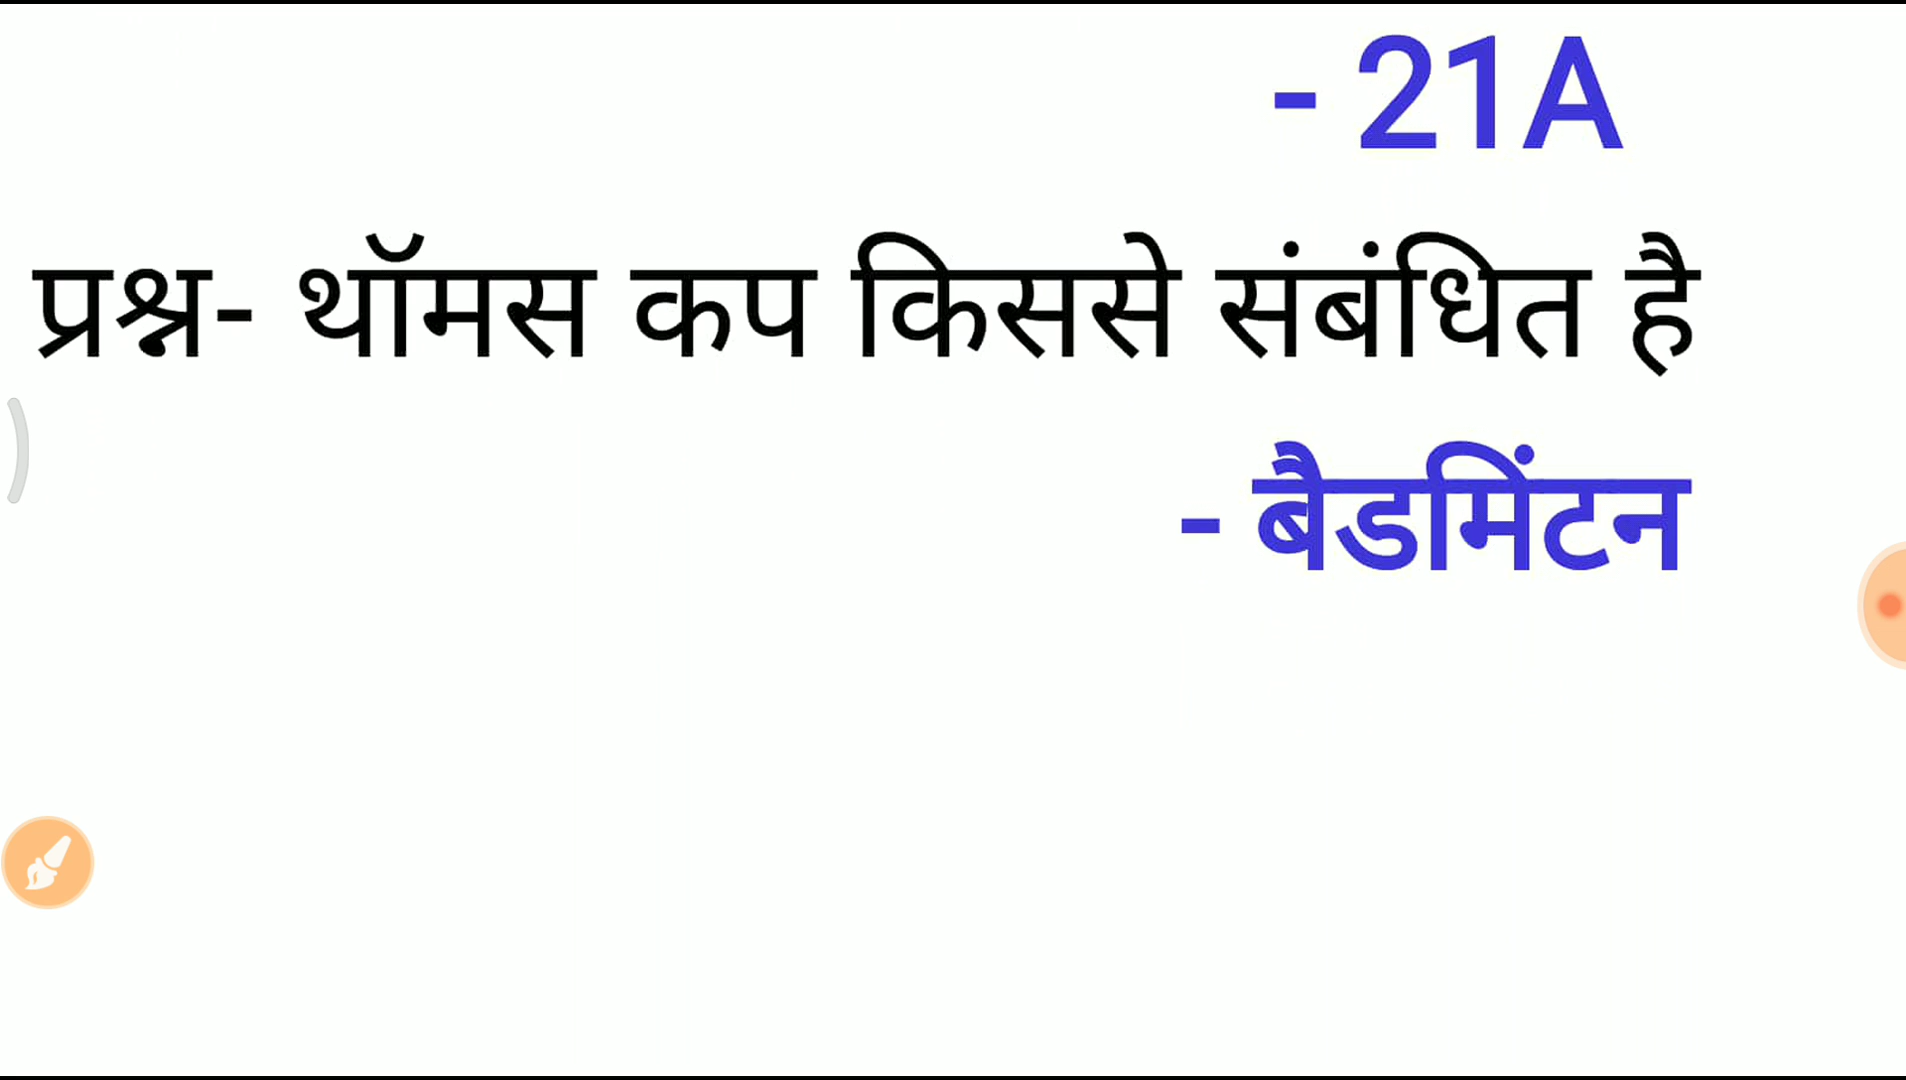 - 21A
प्रश्न- थॉमस कप किससे संबंधित है
- बैडमिंटन